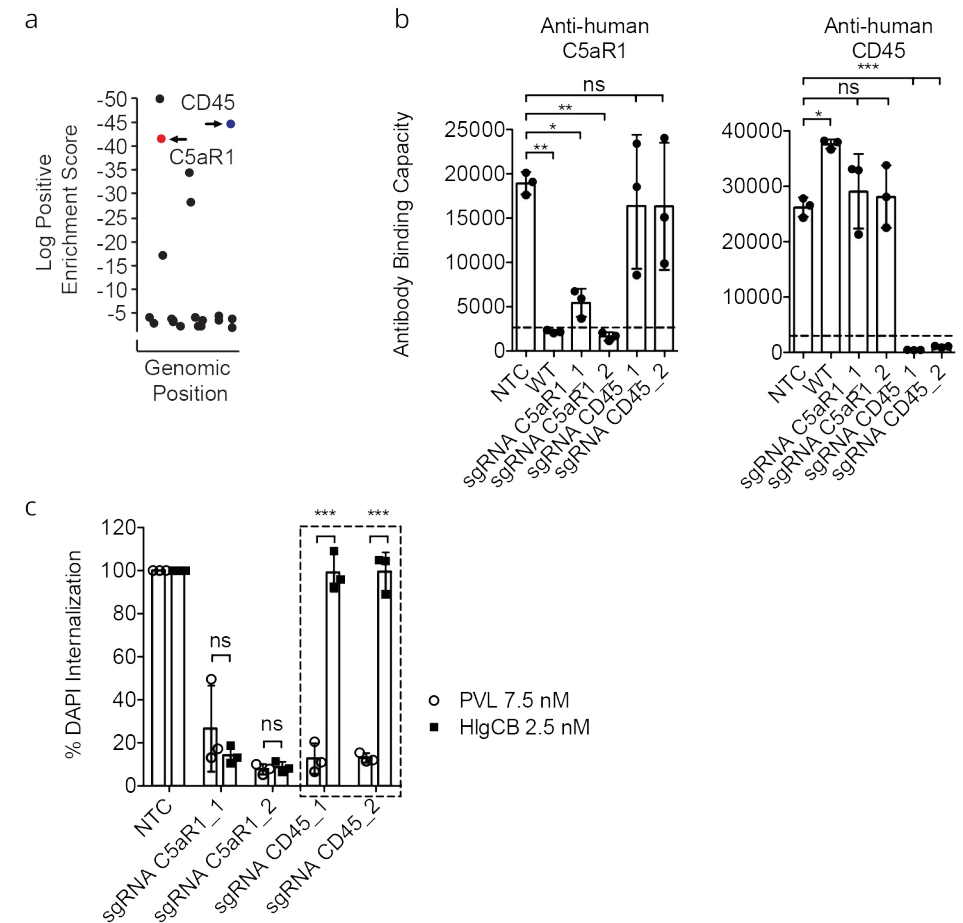 a
-50
-45
-40
-35
-30
-25
-20
-15
-10
-5
Log Positive
Enrichment Score
CD45
C5aR1
Genomic
Position
b
Anti-human
C5aR1
ns
**
*
**
25000
20000
15000
10000
5000
0
Antibody Binding Capacity
NTC
WT
sgRNA C5aR1_1
sgRNA C5aR1_2
sgRNA CD45_1
sgRNA CD45_2
Anti-human
CD45
***
ns
*
40000
30000
20000
10000
0
NTC
WT
sgRNA C5aR1_1
sgRNA C5aR1_2
sgRNA CD45_1
sgRNA CD45_2
c
120
100
80
60
40
20
0
% DAPI Internalization
ns
ns
***
***
NTC
sgRNA C5aR1_1
sgRNA C5aR1_2
sgRNA CD45_1
sgRNA CD45_2
PVL 7.5 nM
HlgCB 2.5 nM